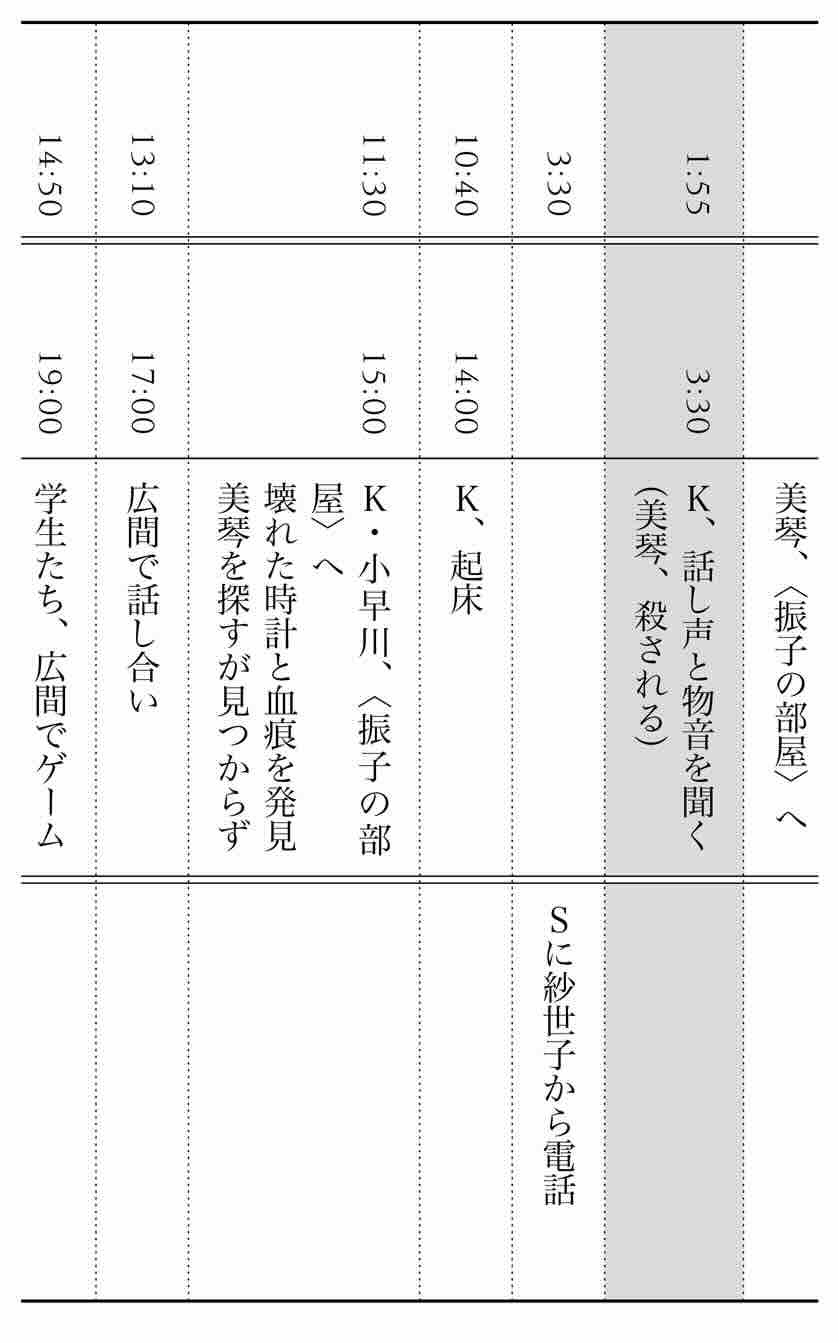 美琴、〈振子の部屋〉へ
1:55
3:30
K、話し声と物音を聞く
(美琴、殺される)
3:30
Sに紗世子から電話
10:40
14:00
K、起床
11:30
15:00
K・小早川、〈振子の部
屋〉へ
壊れた時計と血痕を発見
美琴を探すが見つからず
13:10
17:00
広間で話し合い
14:50
19:00
学生たち、広間でゲーム